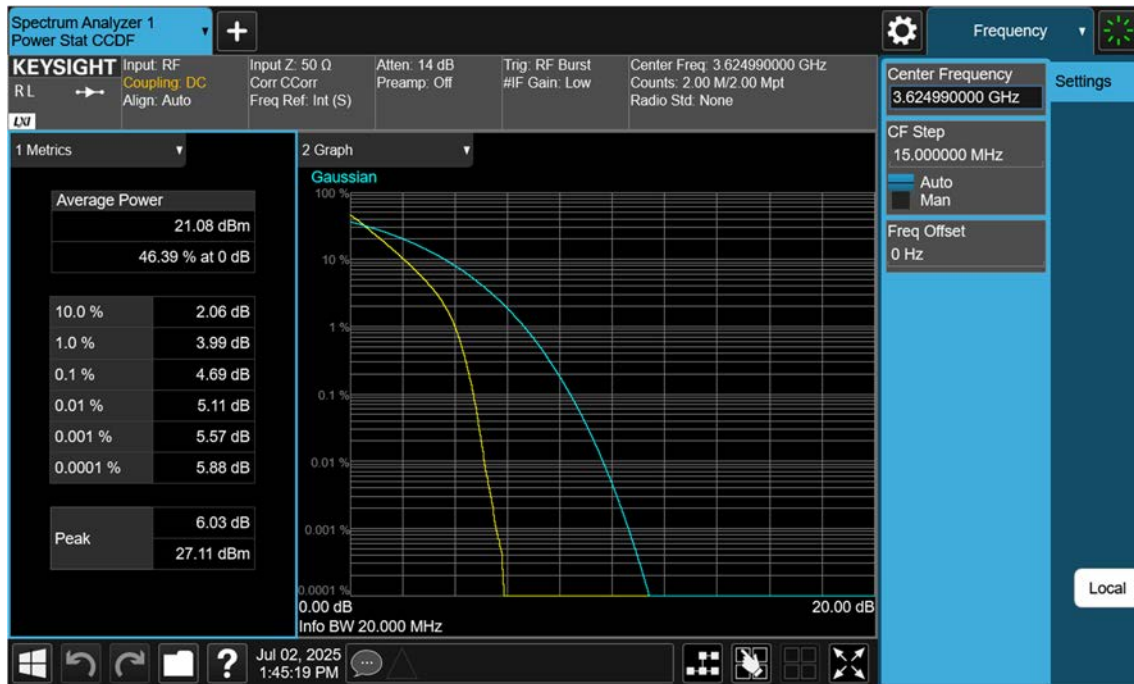 Spectrum Analyzer 1
Power Stat CCDF
Frequency
KEYSIGHT
R L
LXI
Input: RF
Coupling: DC
Align: Auto
Input Z: 50 Ω
Corr CCorr
Freq Ref: Int (S)
Atten: 14 dB
Preamp: Off
Trig: RF Burst
#IF Gain: Low
Center Freq: 3.624990000 GHz
Counts: 2.00 M/2.00 Mpt
Radio Std: None
Center Frequency
3.624990000 GHz
Settings
CF Step
15.000000 MHz
Auto
Man
Freq Offset
0 Hz
1 Metrics
Average Power
21.08 dBm
46.39 % at 0 dB
10.0 % 2.06 dB
1.0 % 3.99 dB
0.1 % 4.69 dB
0.01 % 5.11 dB
0.001 % 5.57 dB
0.0001 % 5.88 dB
Peak
6.03 dB
27.11 dBm
2 Graph
Gaussian
100 %
10 %
1 %
0.1 %
0.01 %
0.001 %
0.0001 %
0.00 dB 20.00 dB
Info BW 20.000 MHz
Local
?
Jul 02, 2025
1:45:19 PM